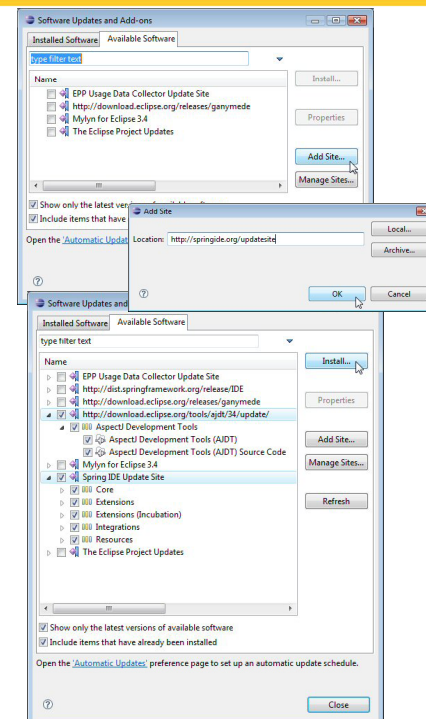 Software Updates and Add-ons
Installed Software Available Software
type filter text
Name
EPP Usage Data Collector Update Site
http://download.eclipse.org/releases/ganymede
Mylyn for Eclipse 3.4
The Eclipse Project Updates
Install...
Properties
Add Site...
Manage Sites...
Show only the latest
Include items that have
Open the 'Automatic Updat
Add Site
Location: http://springide.org/updatesite
Local...
Archive...
OK Cancel
Software Updates and
Installed Software Available Software
type filter text
Name
EPP Usage Data Collector Update Site
http://dist.springframework.org/release/IDE
http://download.eclipse.org/releases/ganymede
http://download.eclipse.org/tools/ajdt/34/update/
AspectJ Development Tools
AspectJ Development Tools (AJDT)
AspectJ Development Tools (AJDT) Source Code
Mylyn for Eclipse 3.4
Spring IDE Update Site
Core
Extensions
Extensions (Incubation)
Integrations
Resources
The Eclipse Project Updates
Install...
Properties
Add Site...
Manage Sites...
Refresh
Show only the latest versions of available software
Include items that have already been installed
Open the 'Automatic Updates' preference page to set up an automatic update schedule.
Close